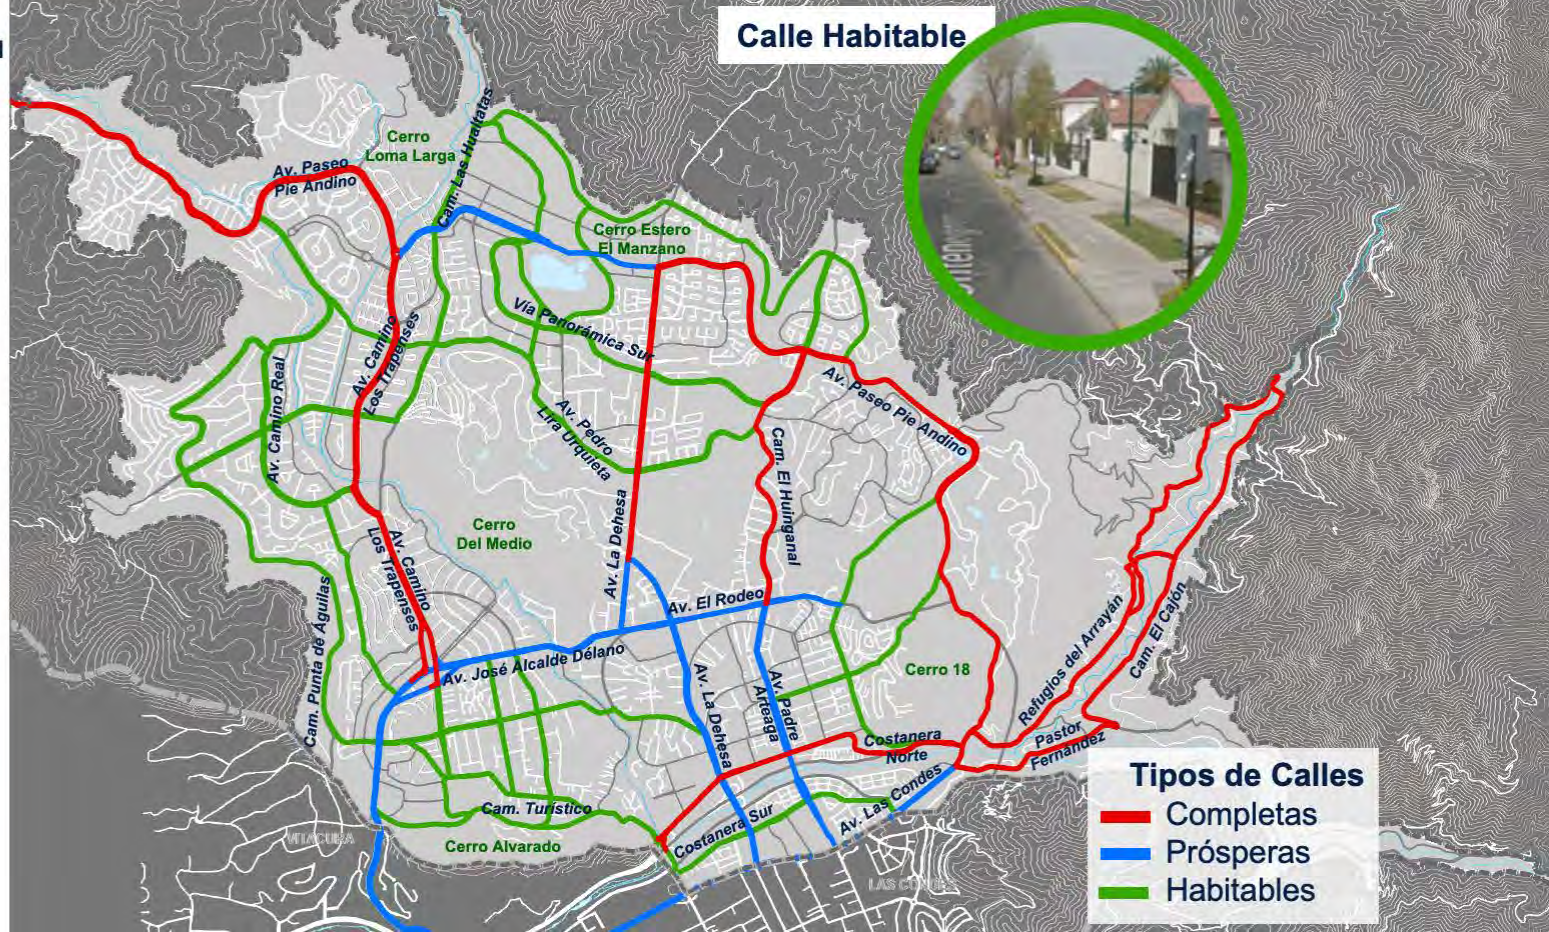 Calle Habitable
Cerro
Loma Larga
Cam. Las Hualtatas
Av. Paseo
Pie Andino
Cerro Estero
El Manzano
Vía Panorámica Sur
Av. Camino
Los Trapenses
Av. Camino Real
Av. Pedro
Lira Urquieta
Av. Paseo Pie Andino
Cam. El Huinganal
Av. La Dehesa
Cerro
Del Medio
Av. Camino
Los Trapenses
Cam. Punta de Aguilas
Av. El Rodeo
Av. José Alcalde Délano
Av. La Dehesa
Av. Padre
Arteaga
Cerro 18
Refugios del Arrayán
Cam. El Cajón
Pastor
Fernández
Costanera
Norte
Av. Las Condes
Costanera Sur
Cam. Turístico
Cerro Alvarado
VITACURA
Tipos de Calles
Completas
Prósperas
Habitables